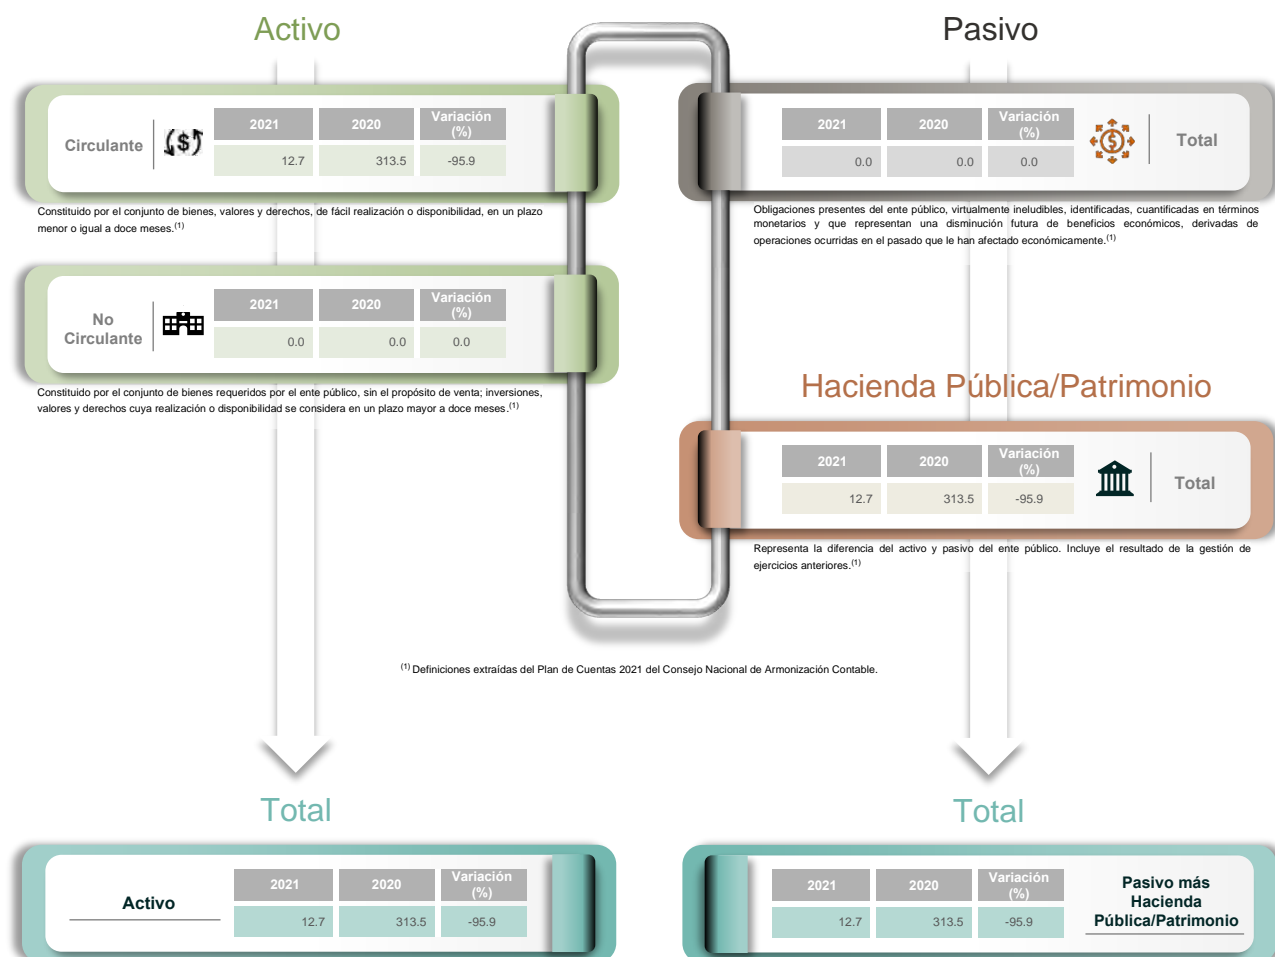 Activo
Circulante
2021 2020 Variación (%)
12.7 313.5 -95.9
Constituido por el conjunto de bienes, valores y derechos, de fácil realización o disponibilidad, en un plazo
menor o igual a doce meses.(1)
No
Circulante
2021 2020 Variación (%)
0.0 0.0 0.0
Constituido por el conjunto de bienes requeridos por el ente público, sin el propósito de venta; inversiones,
valores y derechos cuya realización o disponibilidad se considera en un plazo mayor a doce meses.(1)
Pasivo
2021 2020 Variación (%)
0.0 0.0 0.0
Total
Obligaciones presentes del ente público, virtualmente ineludibles, identificadas, cuantificadas en términos
monetarios y que representan una disminución futura de beneficios económicos, derivadas de
operaciones ocurridas en el pasado que le han afectado económicamente.(1)
Hacienda Pública/Patrimonio
2021 2020 Variación (%)
12.7 313.5 -95.9
Total
Representa la diferencia del activo y pasivo del ente público. Incluye el resultado de la gestión de
ejercicios anteriores.(1)
(1) Definiciones extraídas del Plan de Cuentas 2021 del Consejo Nacional de Armonización Contable.
Total
Activo
2021 2020 Variación (%)
12.7 313.5 -95.9
Total
2021 2020 Variación (%)
12.7 313.5 -95.9
Pasivo más
Hacienda
Pública/Patrimonio